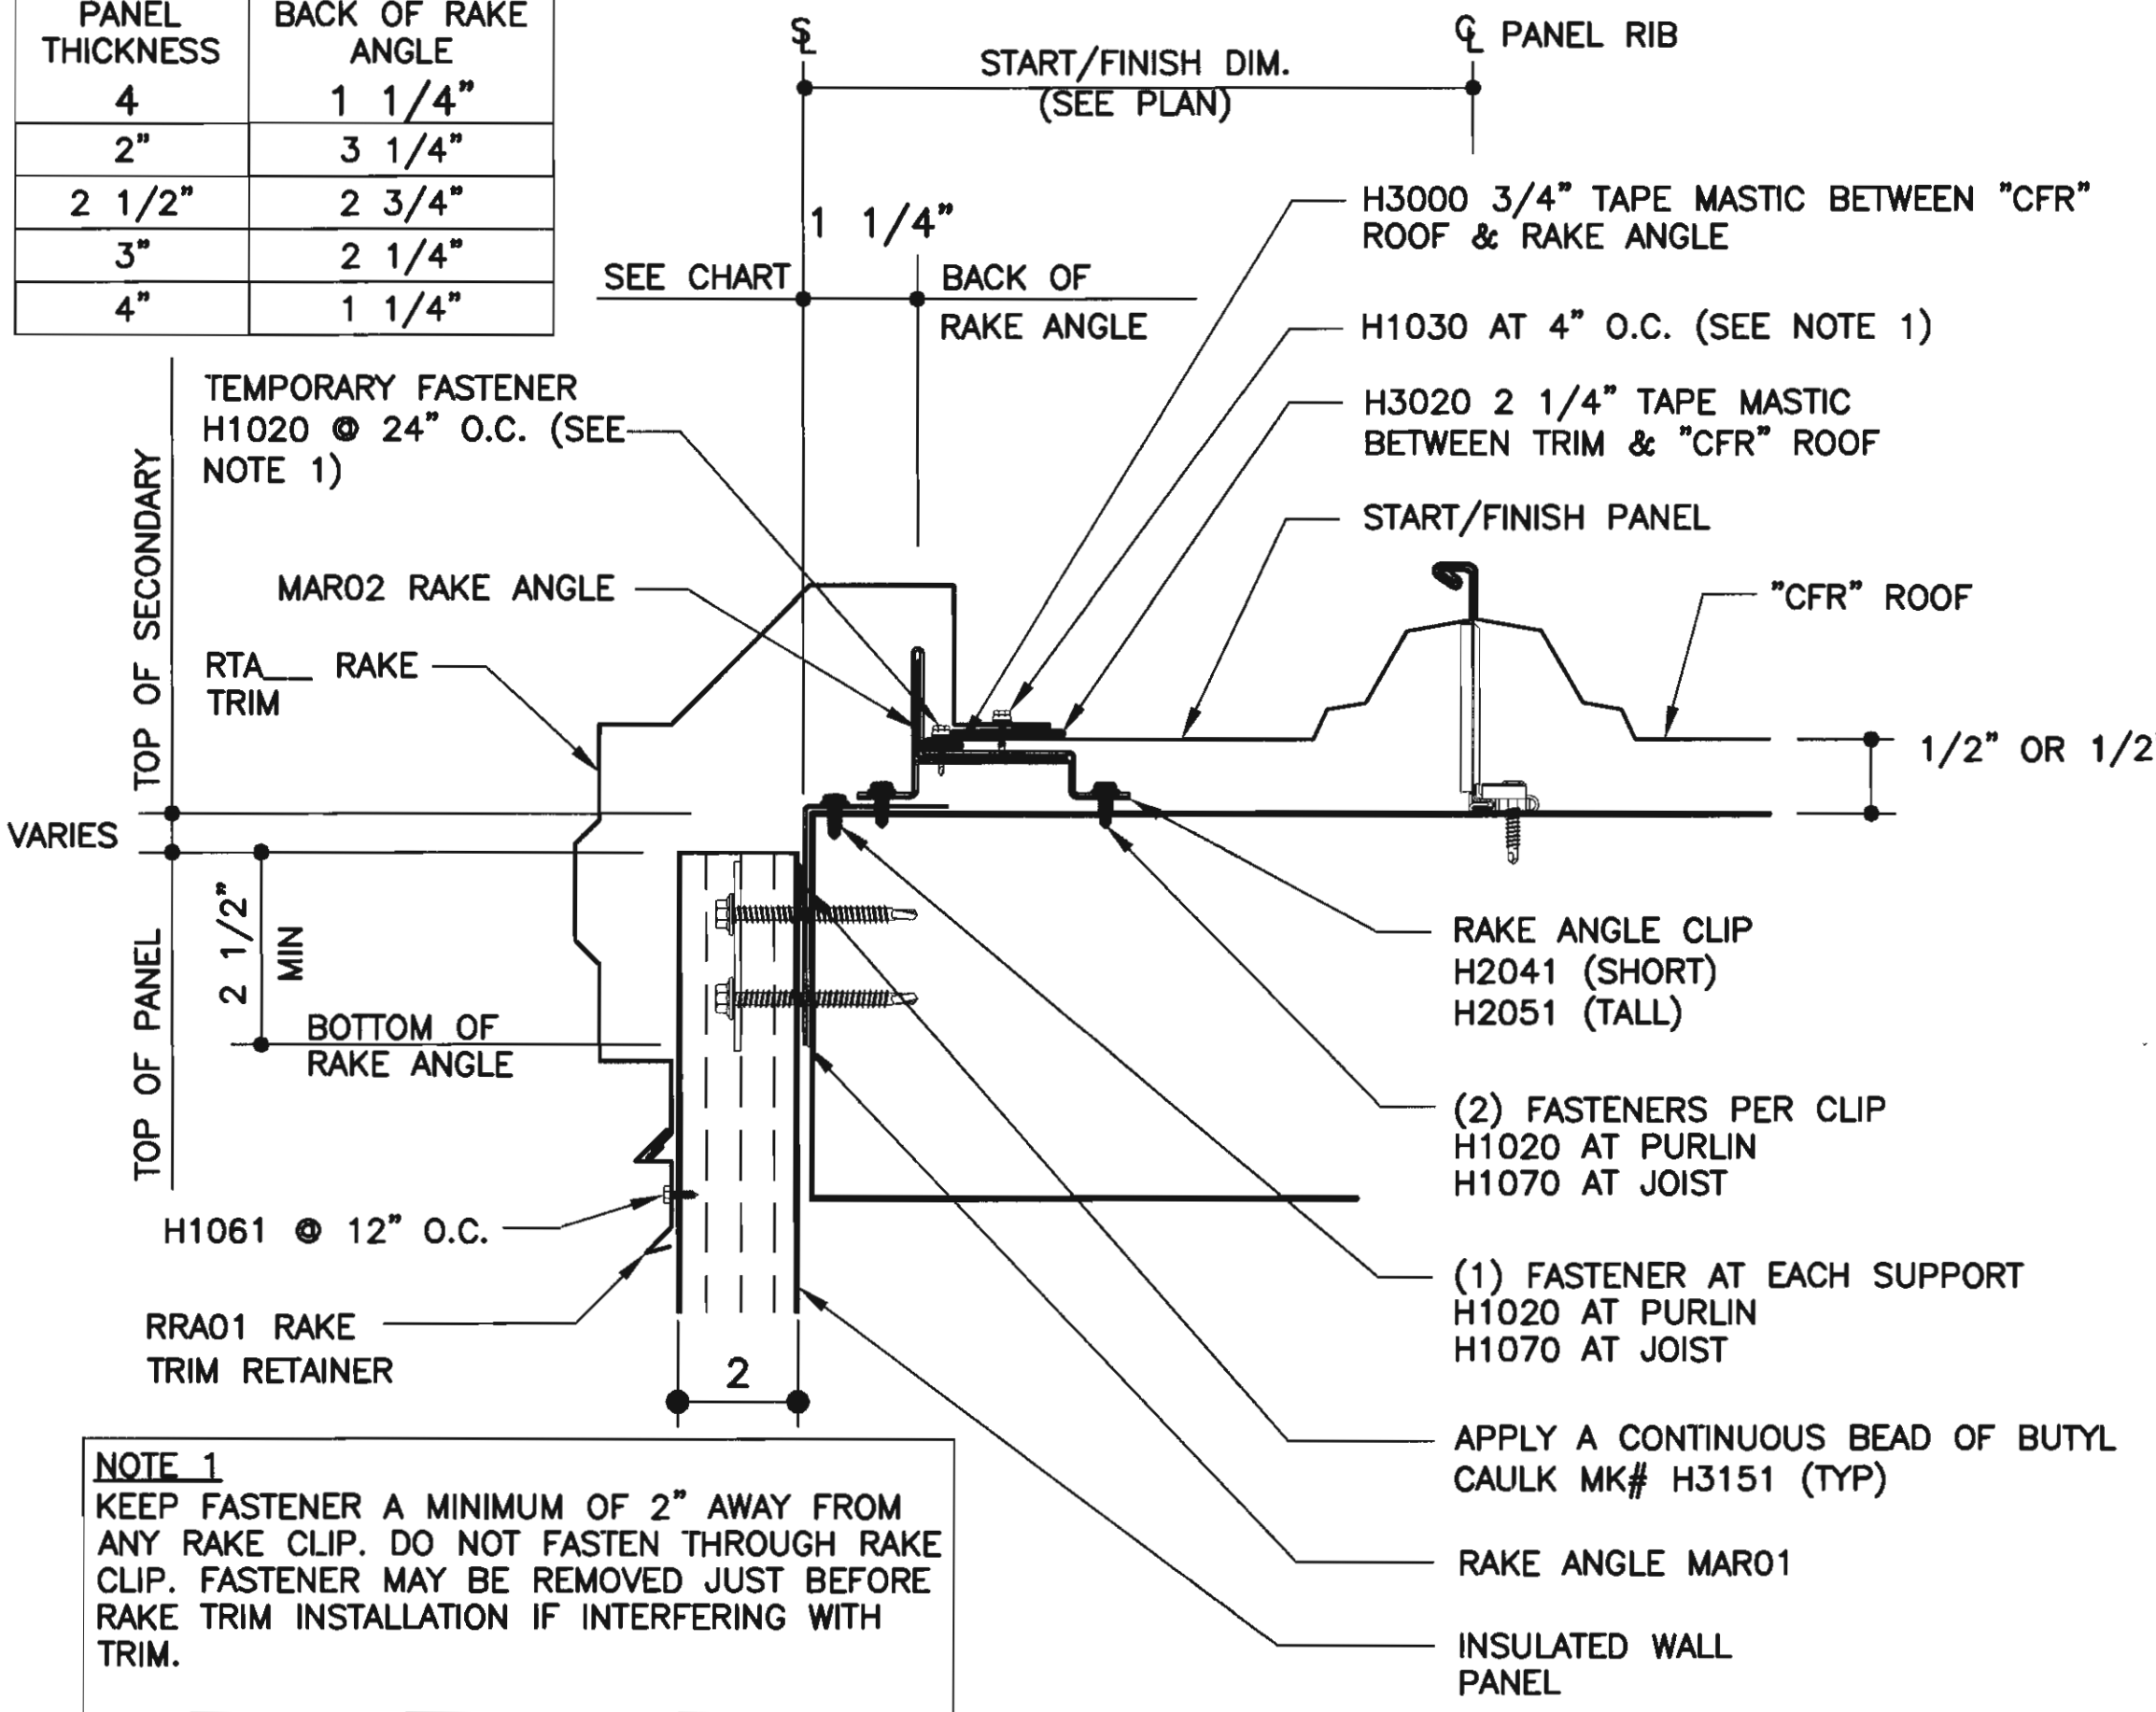 PANEL THICKNESS
BACK OF RAKE ANGLE
4 1 1/4"
2" 3 1/4"
2 1/2" 2 3/4"
3" 2 1/4"
4" 1 1/4"
SL
START/FINISH DIM.
(SEE PLAN)
CL PANEL RIB
1 1/4"
SEE CHART
BACK OF
RAKE ANGLE
H3000 3/4" TAPE MASTIC BETWEEN "CFR"
ROOF & RAKE ANGLE
H1030 AT 4" O.C. (SEE NOTE 1)
H3020 2 1/4" TAPE MASTIC
BETWEEN TRIM & "CFR" ROOF
START/FINISH PANEL
"CFR" ROOF
1/2" OR 1/2
TEMPORARY FASTENER
H1020 @ 24" O.C. (SEE
NOTE 1)
MAR02 RAKE ANGLE
RTA__ RAKE
TRIM
TOP OF SECONDARY
VARIES
TOP OF PANEL
2 1/2"
MIN
BOTTOM OF
RAKE ANGLE
H1061 @ 12" O.C.
RRA01 RAKE
TRIM RETAINER
2
RAKE ANGLE CLIP
H2041 (SHORT)
H2051 (TALL)
(2) FASTENERS PER CLIP
H1020 AT PURLIN
H1070 AT JOIST
(1) FASTENER AT EACH SUPPORT
H1020 AT PURLIN
H1070 AT JOIST
APPLY A CONTINUOUS BEAD OF BUTYL
CAULK MK# H3151 (TYP)
RAKE ANGLE MAR01
INSULATED WALL
PANEL
NOTE 1
KEEP FASTENER A MINIMUM OF 2" AWAY FROM
ANY RAKE CLIP. DO NOT FASTEN THROUGH RAKE
CLIP. FASTENER MAY BE REMOVED JUST BEFORE
RAKE TRIM INSTALLATION IF INTERFERING WITH
TRIM.